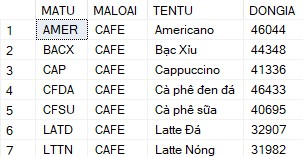 MATU MALOAI TENTU DONGIA
1 AMER CAFE Americano 46044
2 BACX CAFE Bạc Xỉu 44348
3 CAP CAFE Cappuccino 41336
4 CFDA CAFE Cà phê đen đá 46433
5 CFSU CAFE Cà phê sữa 40695
6 LATD CAFE Latte Đá 32907
7 LTTN CAFE Latte Nóng 31982